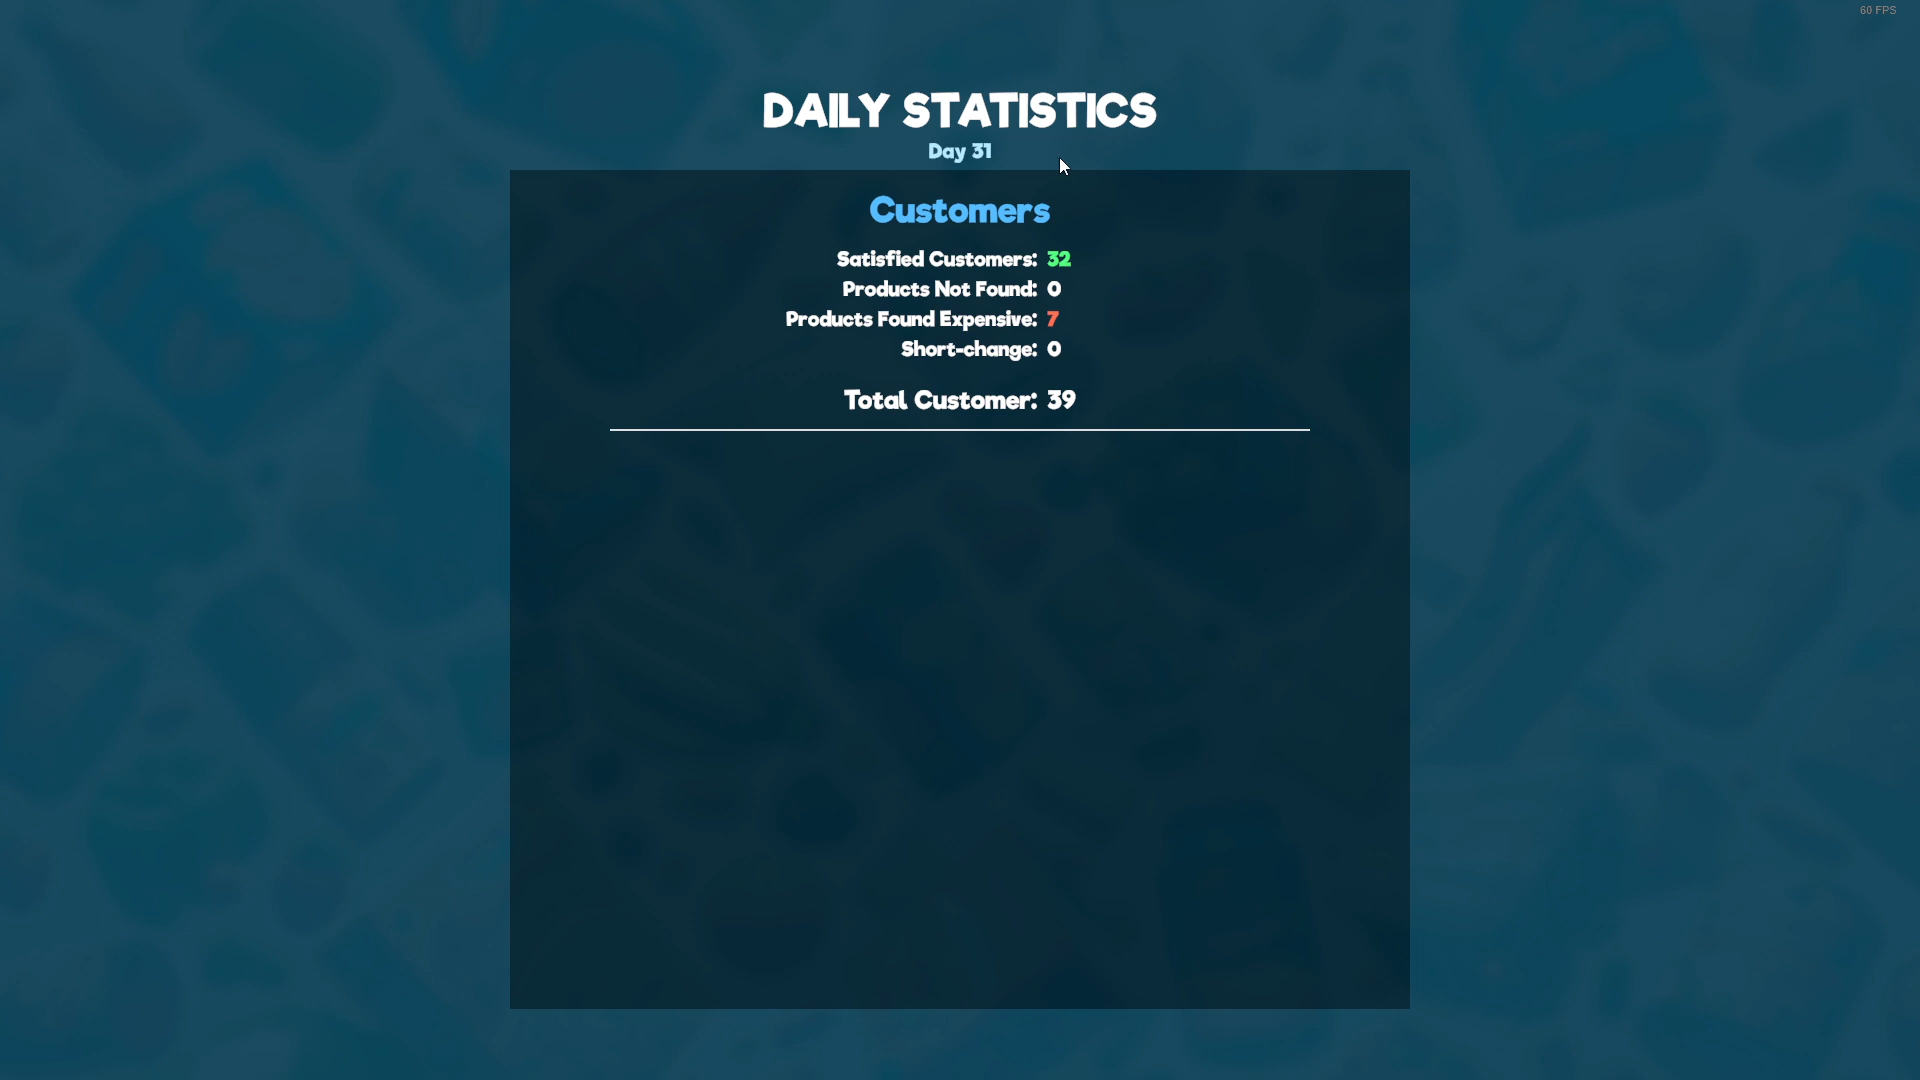 60 FPS
DAILY STATISTICS
Day 31
Customers
Satisfied Customers: 32
Products Not Found: 0
Products Found Expensive: 7
Short-change: 0
Total Customer: 39